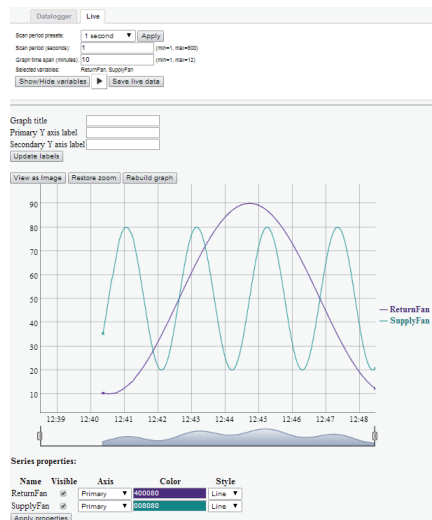 Datalogger Live
Scan period presets: 1 second Apply
Scan period (seconds): 1 (min=1, max=600)
Graph time span (minutes): 10 (min=1, max=12)
Selected variables: ReturnFan, SupplyFan
Show/Hide variables Save live data
Graph title
Primary Y axis label
Secondary Y axis label
Update labels
View as Image Restore zoom Rebuild graph
90
80
70
60
50
40
30
20
10
ReturnFan
SupplyFan
12:39 12:40 12:41 12:42 12:43 12:44 12:45 12:46 12:47 12:48
Series properties:
Name Visible Axis Color Style
ReturnFan Primary 400080 Line
SupplyFan Primary 008080 Line
Apply properties